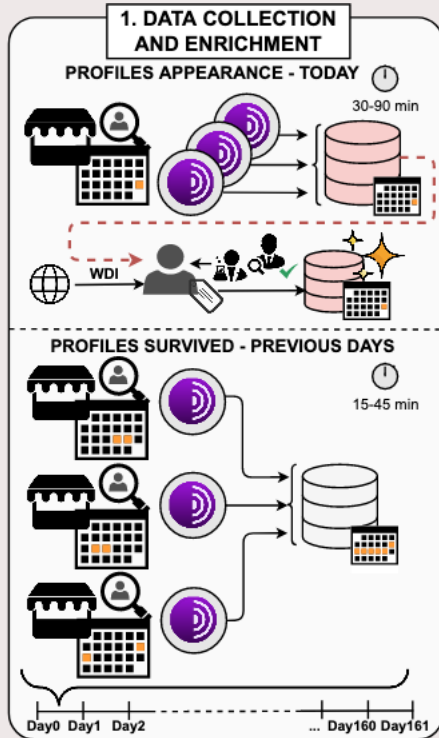 1. DATA COLLECTION
AND ENRICHMENT
PROFILES APPEARANCE - TODAY
30-90 min
WDI
PROFILES SURVIVED - PREVIOUS DAYS
15-45 min
Day0 Day1 Day2 ... Day160 Day161